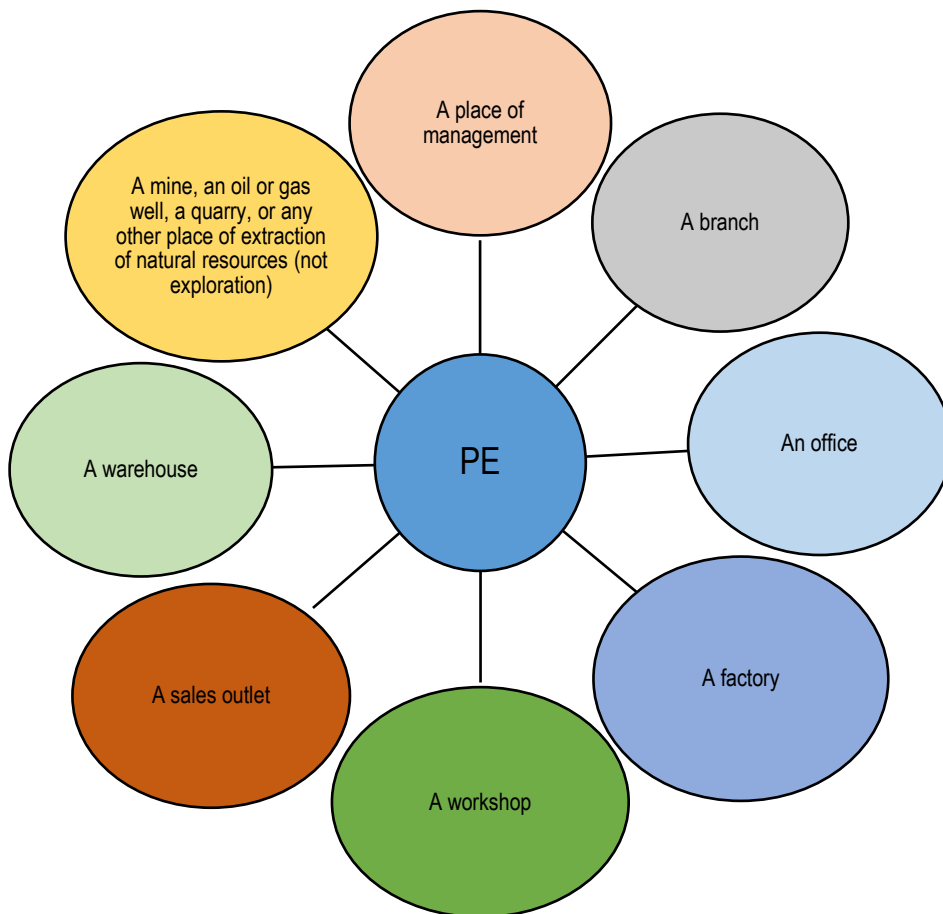 A place of
management
A branch
An office
A factory
A workshop
A sales outlet
A warehouse
A mine, an oil or gas
well, a quarry, or any
other place of extraction
of natural resources (not
exploration)
PE